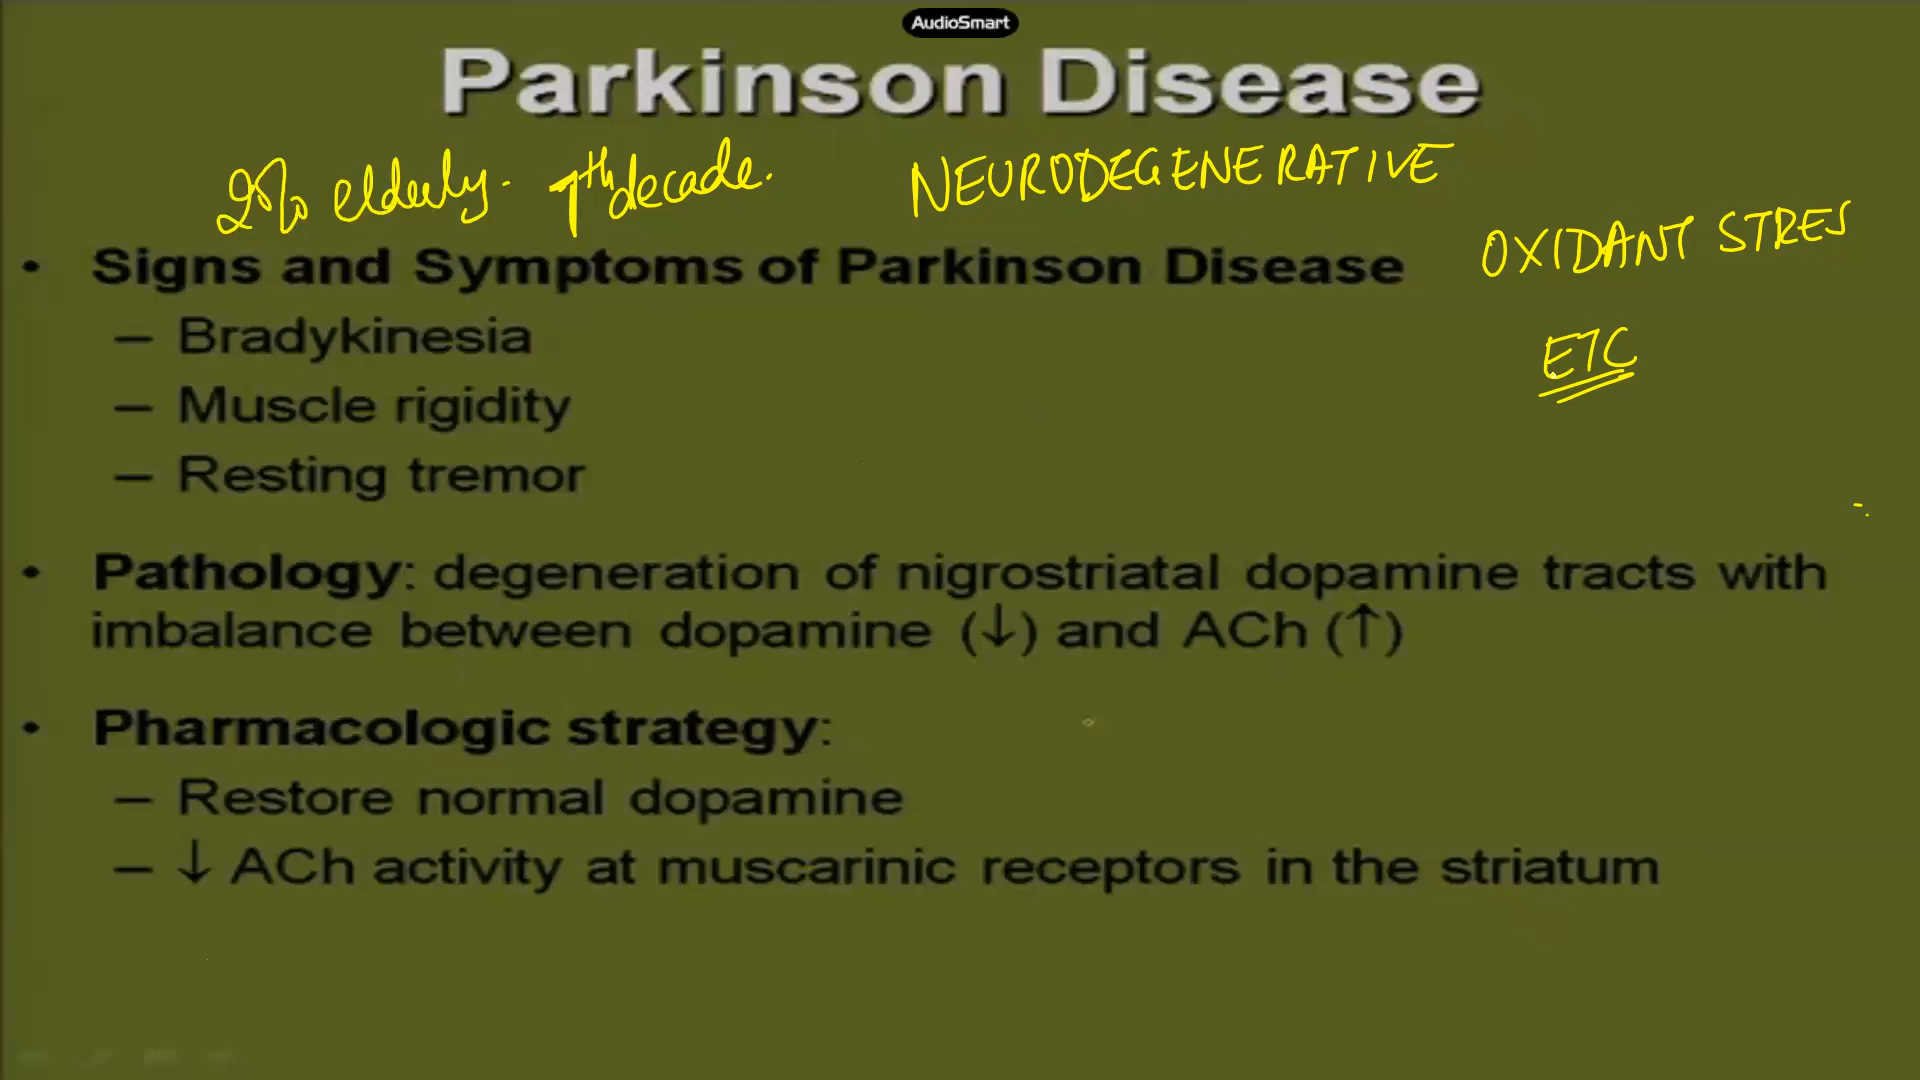 AudioSmart
Parkinson Disease
2% elderly. 7th decade. NEURODEGENERATIVE
OXIDANT STRES
• Signs and Symptoms of Parkinson Disease
– Bradykinesia
ETC
– Muscle rigidity
– Resting tremor
• Pathology: degeneration of nigrostriatal dopamine tracts with
imbalance between dopamine (↓) and ACh (↑)
• Pharmacologic strategy:
– Restore normal dopamine
– ↓ ACh activity at muscarinic receptors in the striatum